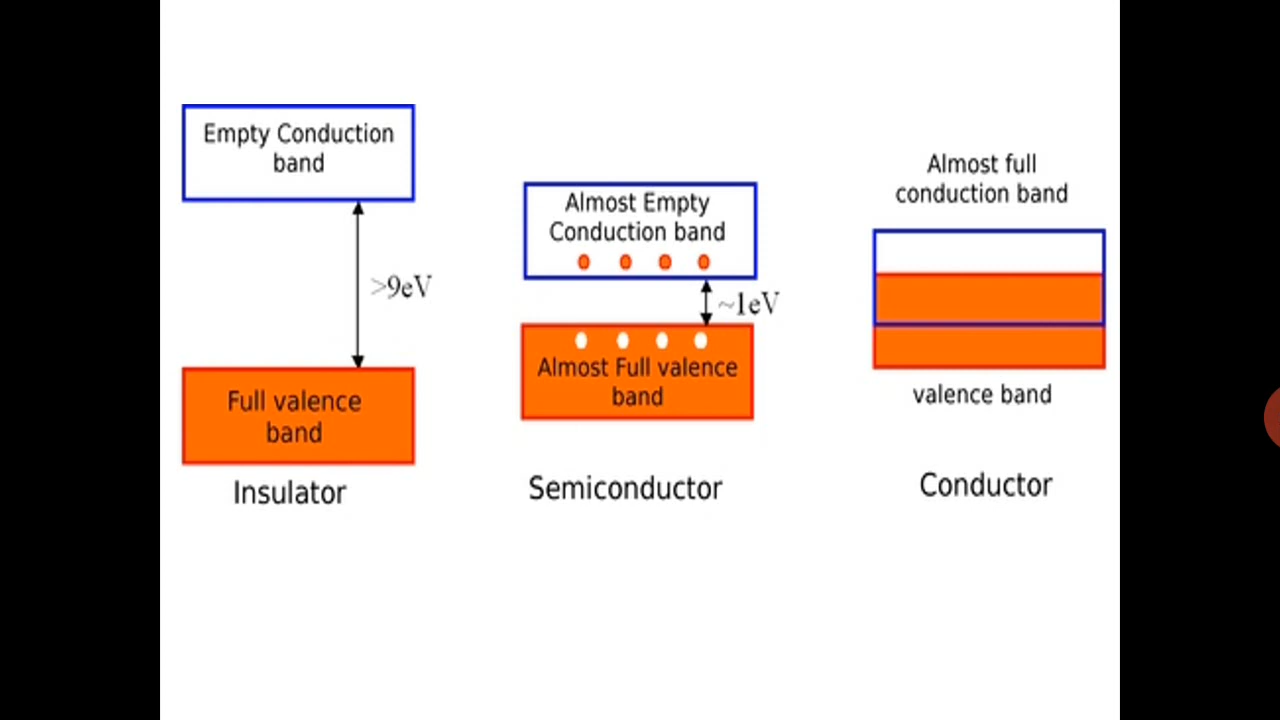 Empty Conduction
band
>9eV
Full valence
band
Insulator
Almost Empty
Conduction band
~1eV
Almost Full valence
band
Semiconductor
Almost full
conduction band
valence band
Conductor